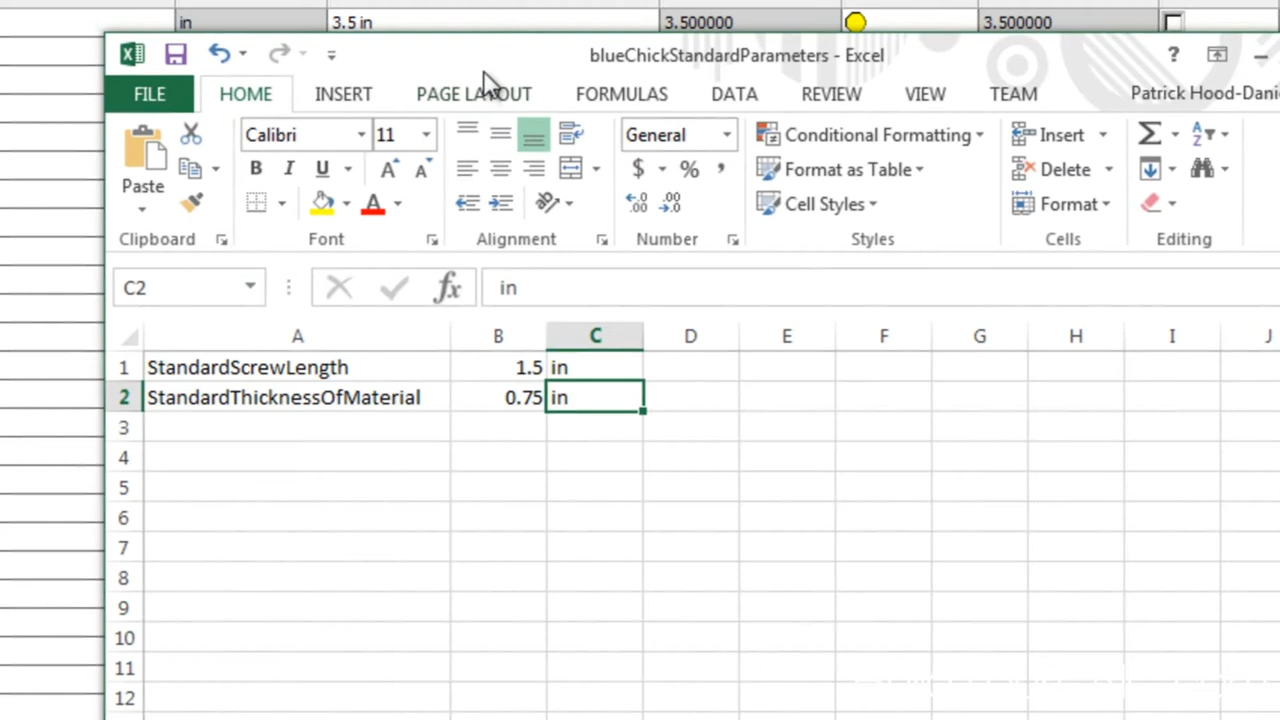 in 3.5 in 3.500000 3.500000
blueChickStandardParameters - Excel ?
FILE HOME INSERT PAGE LAYOUT FORMULAS DATA REVIEW VIEW TEAM
Calibri 11 General Conditional Formatting Insert
Paste B I U A A $ % , Format as Table Delete
A Cell Styles Format
Clipboard Font Alignment Number Styles Cells Editing
C2 fx in
A B C D E F G H I J
1 StandardScrewLength 1.5 in
2 StandardThicknessOfMaterial 0.75 in
3
4
5
6
7
8
9
10
11
12